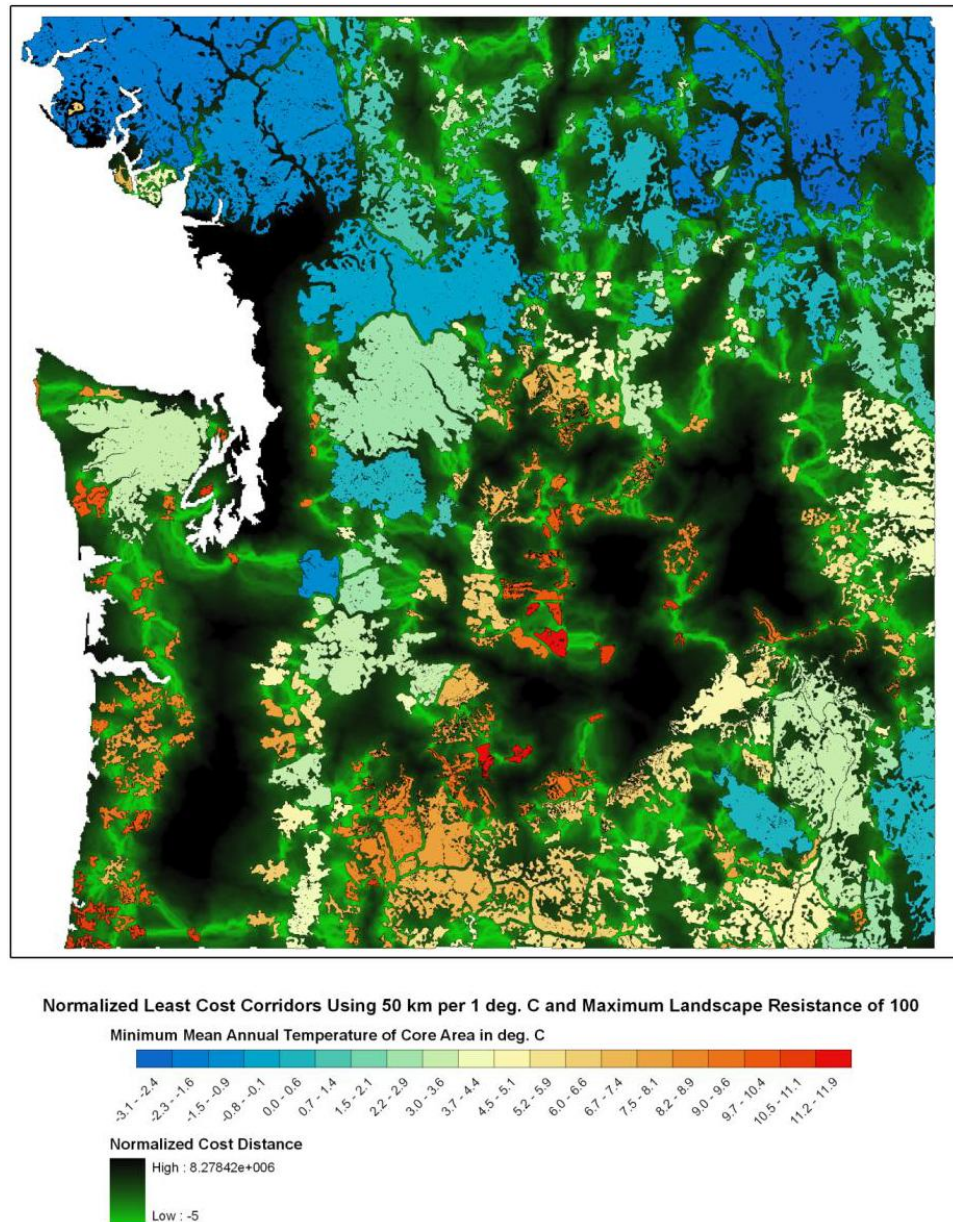 Normalized Least Cost Corridors Using 50 km per 1 deg. C and Maximum Landscape Resistance of 100
Minimum Mean Annual Temperature of Core Area in deg. C
-3.1 - -2.4
-2.3 - -1.6
-1.5 - -0.9
-0.8 - -0.1
0.0 - 0.6
0.7 - 1.4
1.5 - 2.1
2.2 - 2.9
3.0 - 3.6
3.7 - 4.4
4.5 - 5.1
5.2 - 5.9
6.0 - 6.6
6.7 - 7.4
7.5 - 8.1
8.2 - 8.9
9.0 - 9.6
9.7 - 10.4
10.5 - 11.1
11.2 - 11.9
Normalized Cost Distance
High : 8.27842e+006
Low : -5